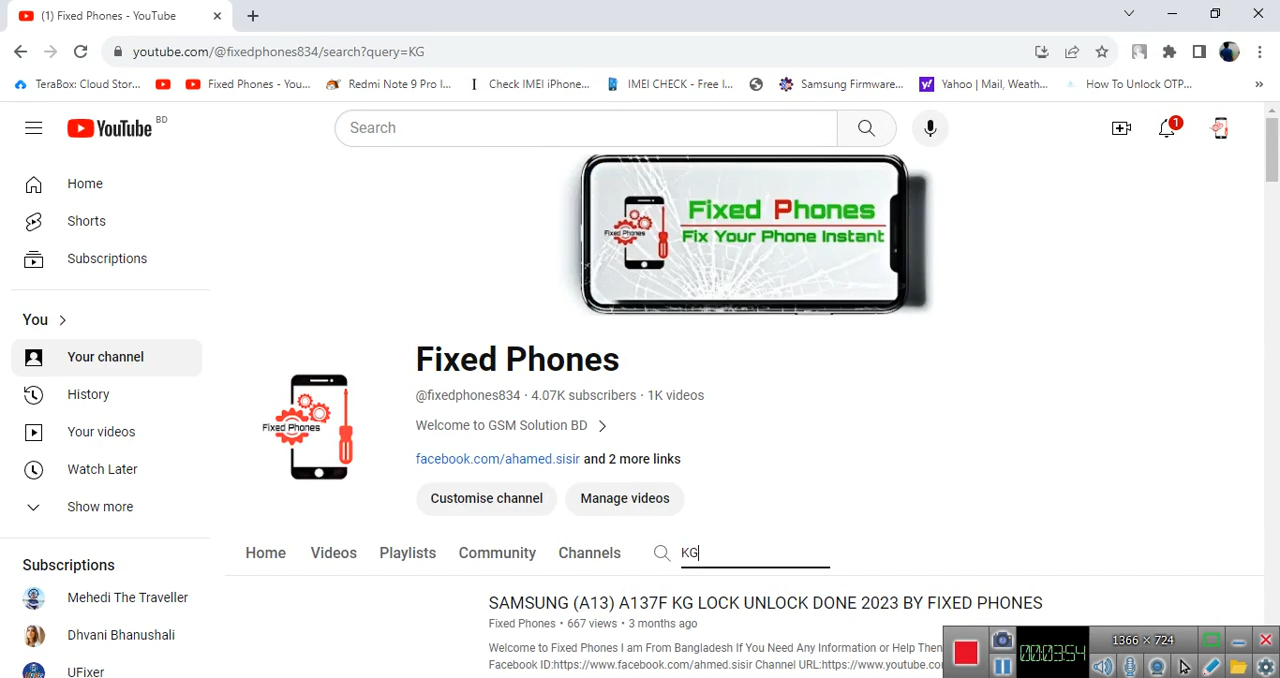 (1) Fixed Phones - YouTube
youtube.com/@fixedphones834/search?query=KG
TeraBox: Cloud Stor...
Fixed Phones - You...
Redmi Note 9 Pro I...
Check IMEI iPhone...
IMEI CHECK - Free I...
Samsung Firmware...
Yahoo | Mail, Weath...
How To Unlock OTP...
YouTube BD
Search
1
Home
Shorts
Subscriptions
You
Your channel
History
Your videos
Watch Later
Show more
Subscriptions
Mehedi The Traveller
Dhvani Bhanushali
UFixer
Fixed Phones
Fixed Phones
Fix Your Phone Instant
Fixed Phones
Fixed Phones
@fixedphones834 · 4.07K subscribers · 1K videos
Welcome to GSM Solution BD
facebook.com/ahamed.sisir and 2 more links
Customise channel
Manage videos
Home
Videos
Playlists
Community
Channels
KG
SAMSUNG (A13) A137F KG LOCK UNLOCK DONE 2023 BY FIXED PHONES
Fixed Phones · 667 views · 3 months ago
Welcome to Fixed Phones I am From Bangladesh If You Need Any Information or Help Then
Facebook ID:https://www.facebook.com/ahmed.sisir Channel URL:https://www.youtube.co
00:03:54
1366 × 724